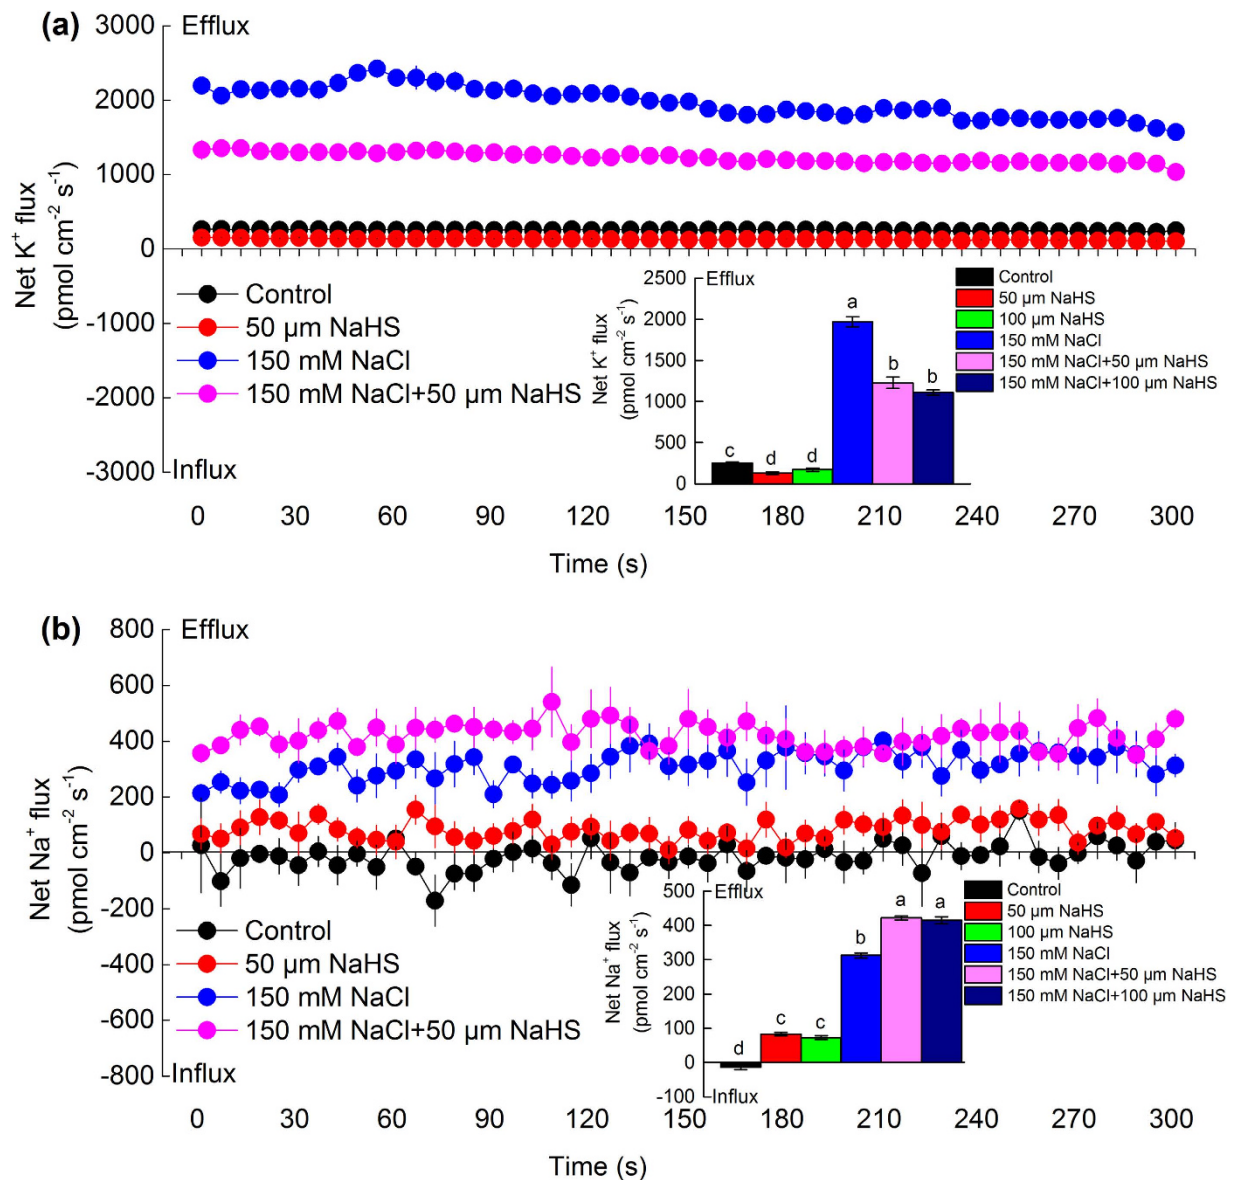 (a)
3000
Efflux
2000
1000
0
-1000
-2000
-3000
Influx
Net K⁺ flux
(pmol cm⁻² s⁻¹)
Control
50 µm NaHS
150 mM NaCl
150 mM NaCl+50 µm NaHS
2500
2000
1500
1000
500
0
Efflux
Net K⁺ flux
(pmol cm⁻² s⁻¹)
c
d
d
a
b
b
Control
50 µm NaHS
100 µm NaHS
150 mM NaCl
150 mM NaCl+50 µm NaHS
150 mM NaCl+100 µm NaHS
0 30 60 90 120 150 180 210 240 270 300
Time (s)
(b)
800
Efflux
600
400
200
0
-200
-400
-600
-800
Influx
Net Na⁺ flux
(pmol cm⁻² s⁻¹)
Control
50 µm NaHS
150 mM NaCl
150 mM NaCl+50 µm NaHS
500
400
300
200
100
0
-100
Efflux
Influx
Net Na⁺ flux
(pmol cm⁻² s⁻¹)
d
c
c
b
a
a
Control
50 µm NaHS
100 µm NaHS
150 mM NaCl
150 mM NaCl+50 µm NaHS
150 mM NaCl+100 µm NaHS
0 30 60 90 120 150 180 210 240 270 300
Time (s)